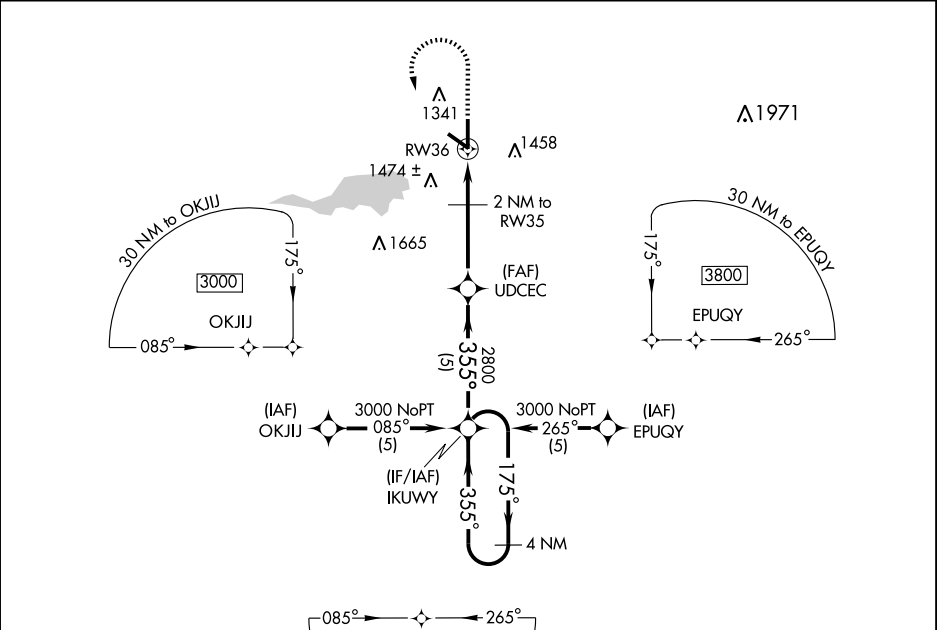 1341
1971
RW36
1458
1474 ±
2 NM to
RW35
30 NM to OKJIJ
175°
3000
OKJIJ
085°
1665
(FAF)
UDCEC
30 NM to EPUQY
175°
3800
EPUQY
265°
2800
355°
(5)
(IAF)
OKJIJ
3000 NoPT
085°
(5)
3000 NoPT
265°
(5)
(IAF)
EPUQY
(IF/IAF)
IKUWY
355°
175°
4 NM
085°
265°